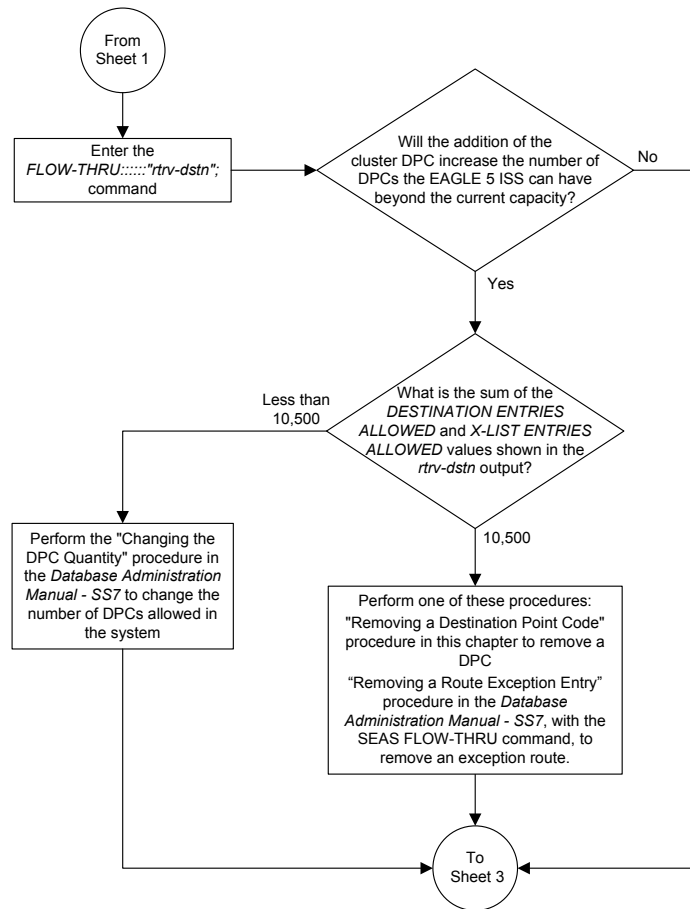 From
Sheet 1
Enter the
FLOW-THRU::::::"rtrv-dstn";
command
Will the addition of the
cluster DPC increase the number of
DPCs the EAGLE 5 ISS can have
beyond the current capacity?
No
Yes
What is the sum of the
DESTINATION ENTRIES
ALLOWED and X-LIST ENTRIES
ALLOWED values shown in the
rtrv-dstn output?
Less than
10,500
10,500
Perform the "Changing the
DPC Quantity" procedure in
the Database Administration
Manual - SS7 to change the
number of DPCs allowed in
the system
Perform one of these procedures:
"Removing a Destination Point Code"
procedure in this chapter to remove a
DPC
“Removing a Route Exception Entry”
procedure in the Database
Administration Manual - SS7, with the
SEAS FLOW-THRU command, to
remove an exception route.
To
Sheet 3